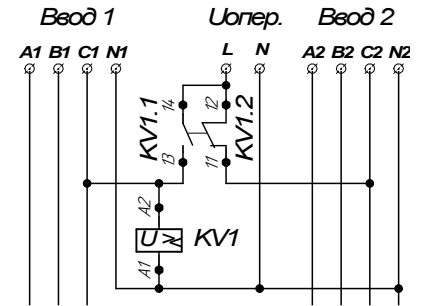 Ввод 1 Uопер. Ввод 2
A1 B1 C1 N1 L N A2 B2 C2 N2
KV1.1 14 12 KV1.2
13 11
A2
U KV1
A1